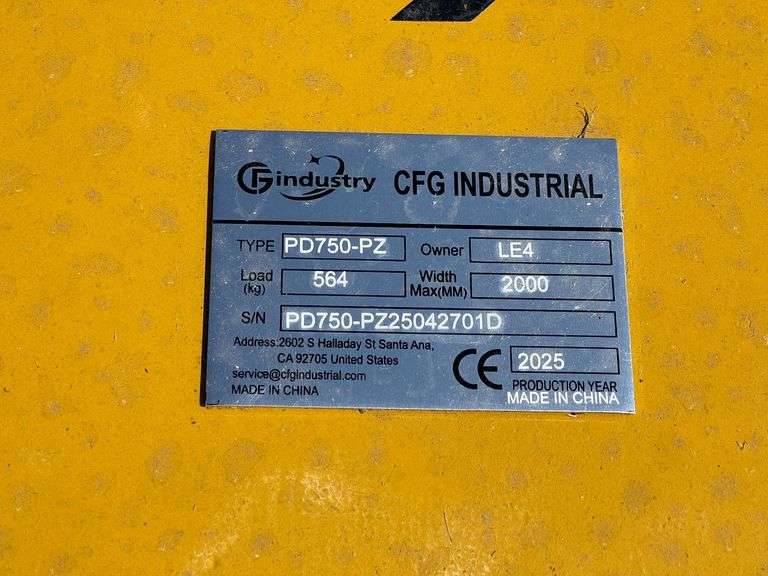 CFG industry CFG INDUSTRIAL
TYPE PD750-PZ Owner LE4
Load (kg) 564 Width Max(MM) 2000
S/N PD750-PZ25042701D
Address:2602 S Halladay St Santa Ana,
CA 92705 United States
service@cfgindustrial.com
MADE IN CHINA
CE 2025
PRODUCTION YEAR
MADE IN CHINA